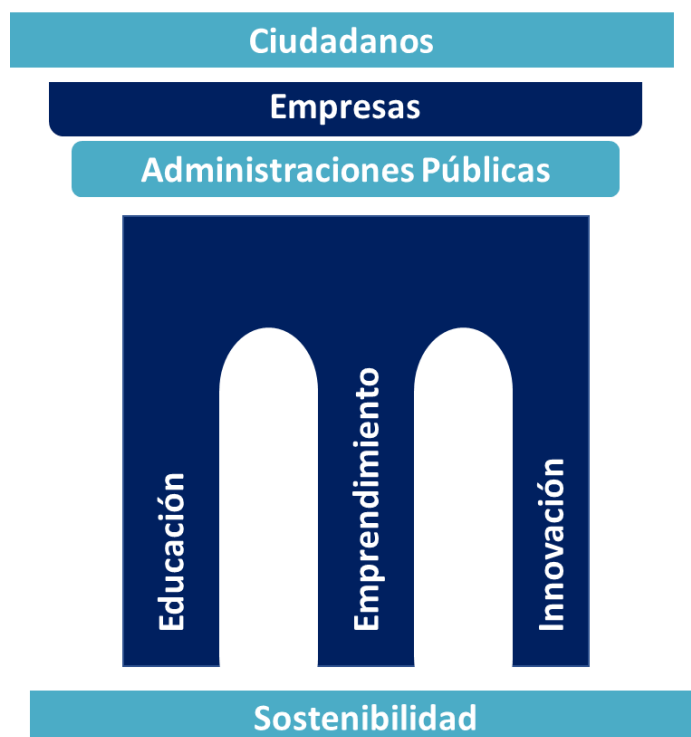 Ciudadanos
Empresas
Administraciones Públicas
Educación
Emprendimiento
Innovación
Sostenibilidad